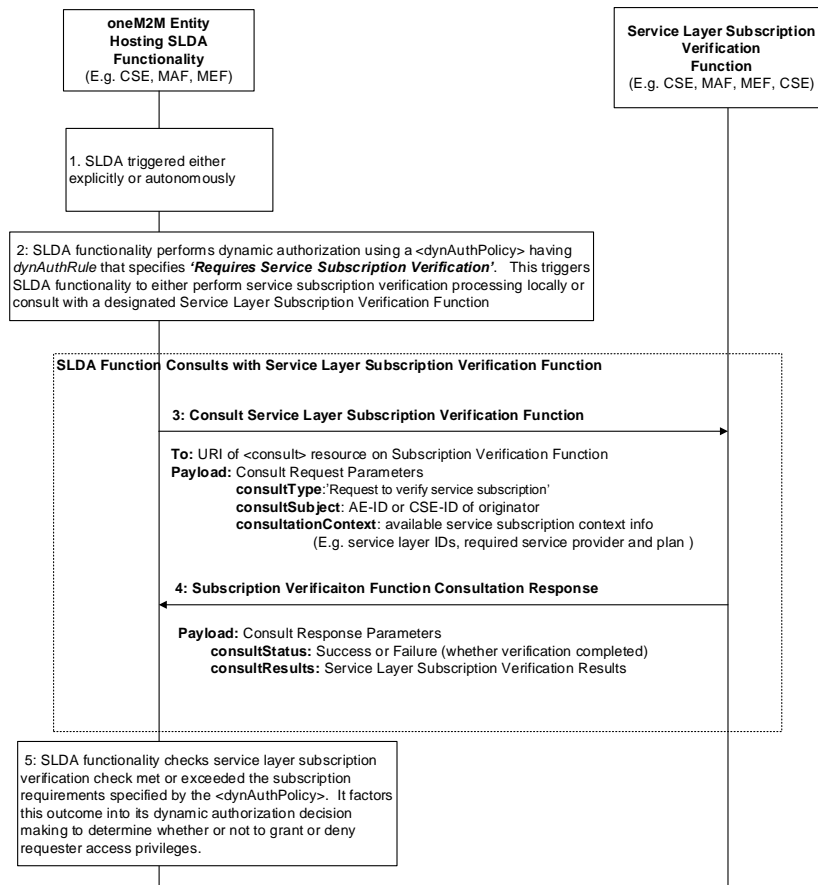 oneM2M Entity
Hosting SLDA
Functionality
(E.g. CSE, MAF, MEF)
Service Layer Subscription
Verification
Function
(E.g. CSE, MAF, MEF, CSE)
1. SLDA triggered either
explicitly or autonomously
2: SLDA functionality performs dynamic authorization using a <dynAuthPolicy> having
dynAuthRule that specifies ‘Requires Service Subscription Verification’. This triggers
SLDA functionality to either perform service subscription verification processing locally or
consult with a designated Service Layer Subscription Verification Function
SLDA Function Consults with Service Layer Subscription Verification Function
3: Consult Service Layer Subscription Verification Function
To: URI of <consult> resource on Subscription Verification Function
Payload: Consult Request Parameters
consultType:’Request to verify service subscription’
consultSubject: AE-ID or CSE-ID of originator
consultationContext: available service subscription context info
(E.g. service layer IDs, required service provider and plan )
4: Subscription Verificaiton Function Consultation Response
Payload: Consult Response Parameters
consultStatus: Success or Failure (whether verification completed)
consultResults: Service Layer Subscription Verification Results
5: SLDA functionality checks service layer subscription
verification check met or exceeded the subscription
requirements specified by the <dynAuthPolicy>. It factors
this outcome into its dynamic authorization decision
making to determine whether or not to grant or deny
requester access privileges.